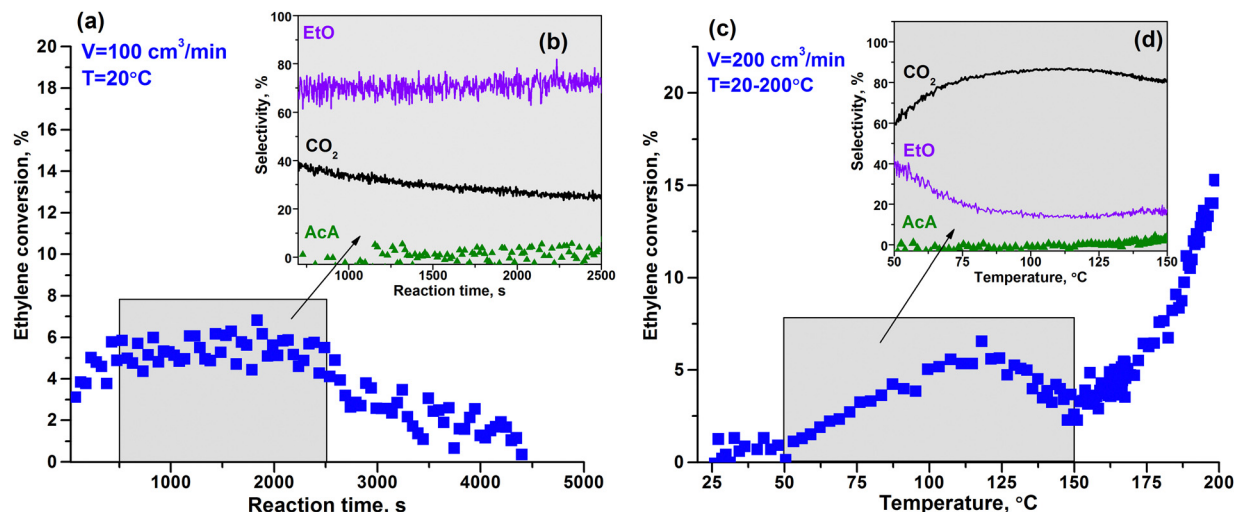 (a)
V=100 cm³/min
T=20°C
Ethylene conversion, %
20
18
16
14
12
10
8
6
4
2
0
0
1000
2000
3000
4000
5000
Reaction time, s
(b)
EtO
CO₂
AcA
Selectivity, %
100
80
60
40
20
0
1000
1500
2000
2500
Reaction time, s
(c)
V=200 cm³/min
T=20-200°C
Ethylene conversion, %
20
15
10
5
0
25
50
75
100
125
150
175
200
Temperature, °C
(d)
CO₂
EtO
AcA
Selectivity, %
100
80
60
40
20
0
50
75
100
125
150
Temperature, °C